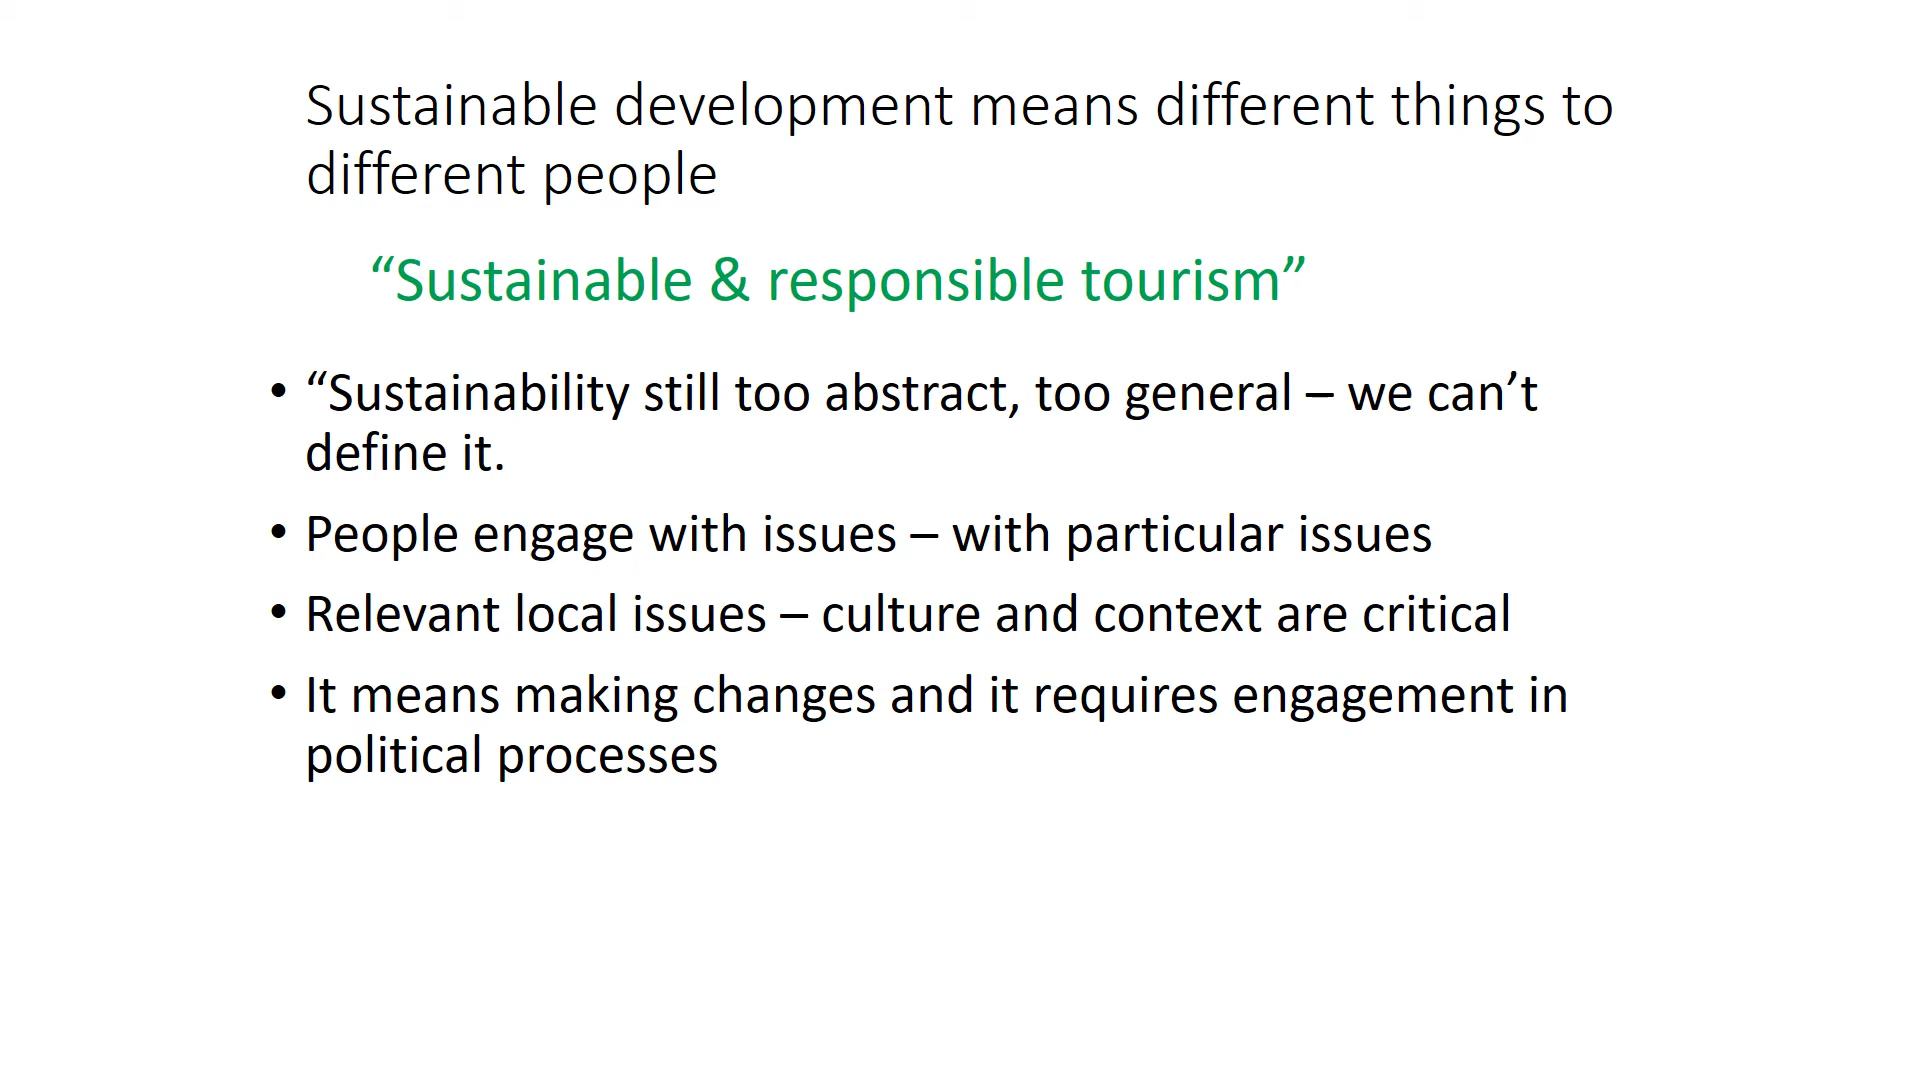 Sustainable development means different things to
different people
“Sustainable & responsible tourism”
• “Sustainability still too abstract, too general – we can’t
define it.
• People engage with issues – with particular issues
• Relevant local issues – culture and context are critical
• It means making changes and it requires engagement in
political processes